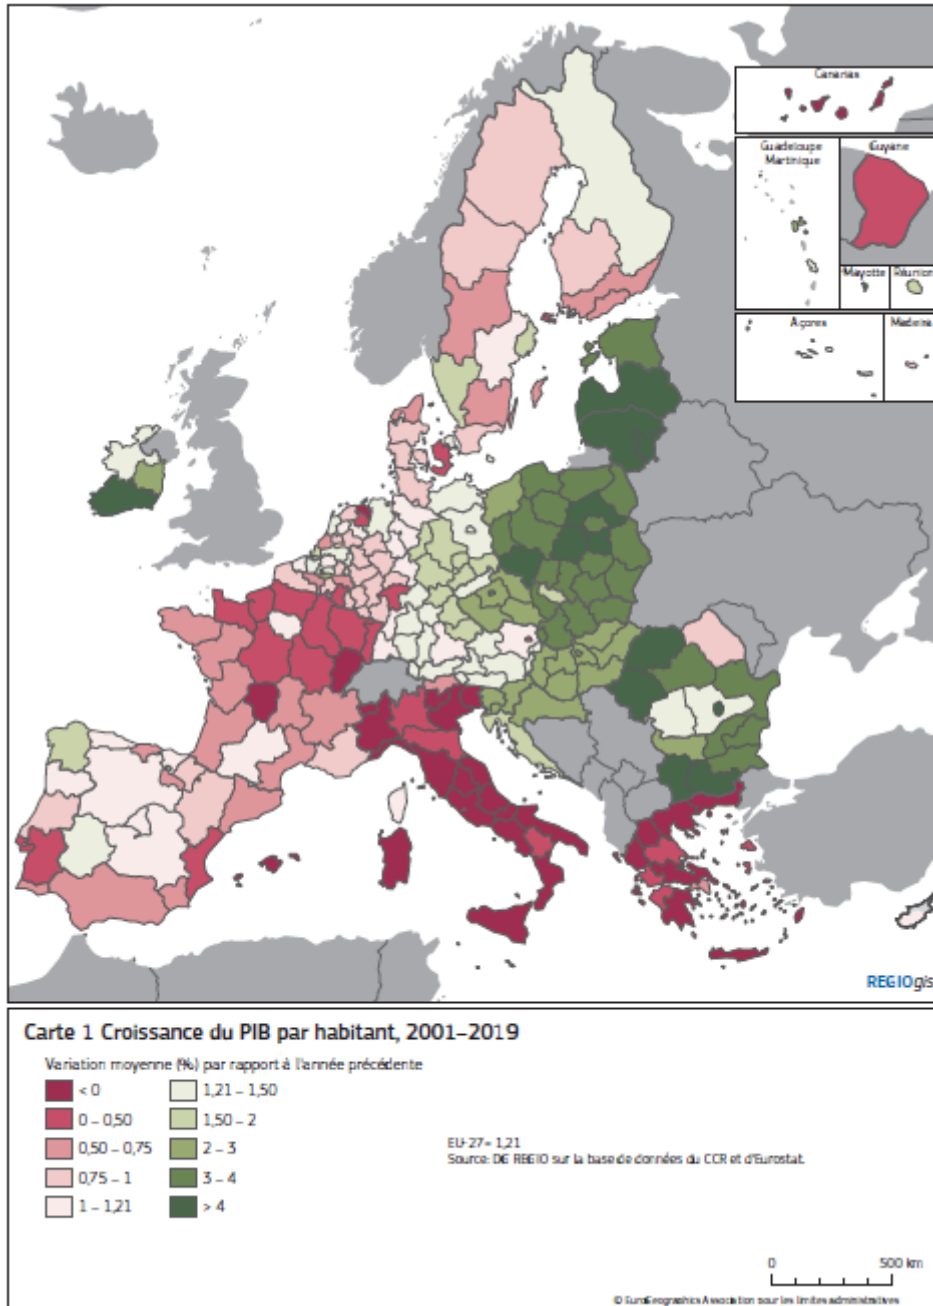 Canarias
Guadeloupe
Martinique
Guyane
Mayotte
Réunion
Açores
Madeira
REGIOgis
Carte 1 Croissance du PIB par habitant, 2001–2019
Variation moyenne (%) par rapport à l'année précédente
< 0
0 – 0,50
0,50 – 0,75
0,75 – 1
1 – 1,21
1,21 – 1,50
1,50 – 2
2 – 3
3 – 4
> 4
EU-27 = 1,21
Source: DG REGIO sur la base de données du CCR et d'Eurostat.
0 500 km
© EuroGeographics Association pour les limites administratives